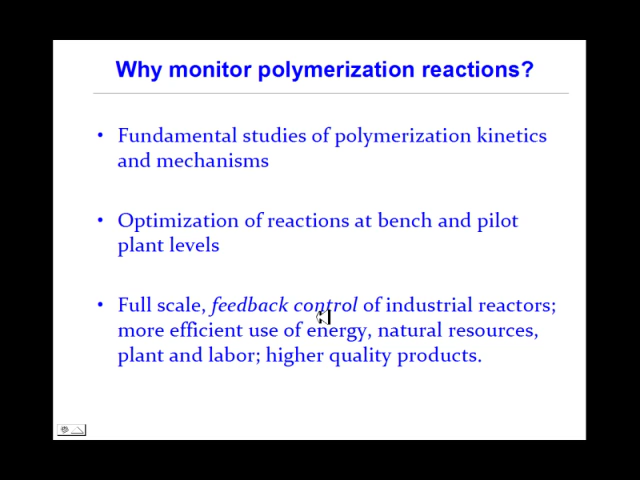 Why monitor polymerization reactions?
• Fundamental studies of polymerization kinetics
and mechanisms
• Optimization of reactions at bench and pilot
plant levels
• Full scale, feedback control of industrial reactors;
more efficient use of energy, natural resources,
plant and labor; higher quality products.